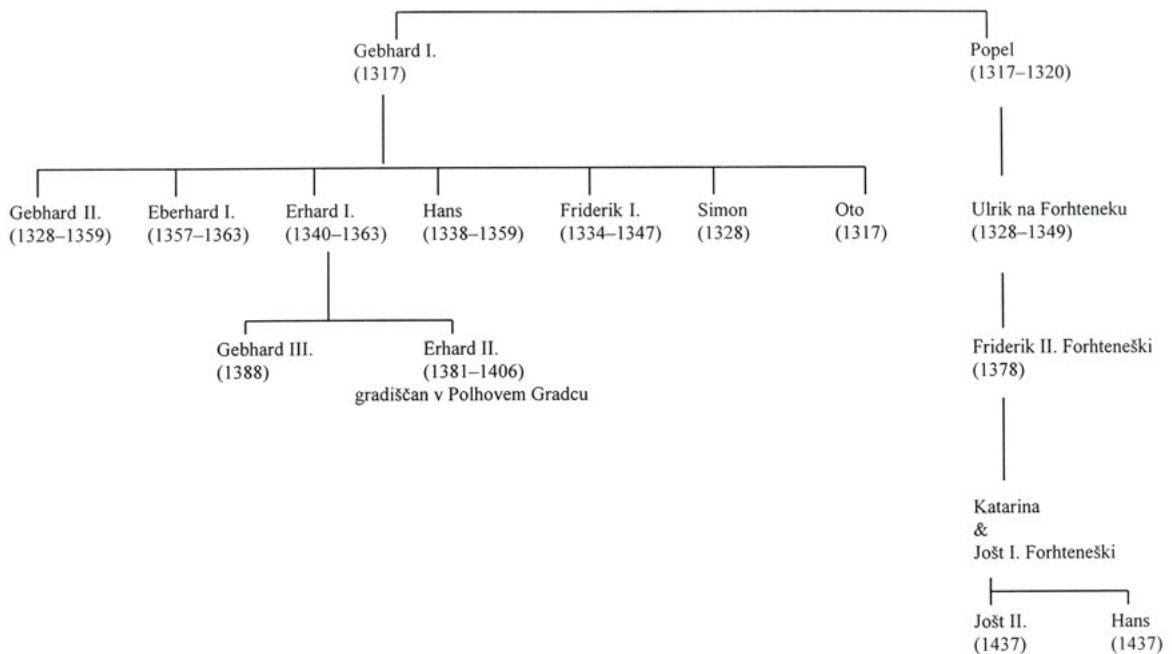 Gebhard I.
(1317)
Popel
(1317–1320)
Gebhard II.
(1328–1359)
Eberhard I.
(1357–1363)
Erhard I.
(1340–1363)
Hans
(1338–1359)
Friderik I.
(1334–1347)
Simon
(1328)
Oto
(1317)
Ulrik na Forhteneku
(1328–1349)
Gebhard III.
(1388)
Erhard II.
(1381–1406)
gradiščan v Polhovem Gradcu
Friderik II. Forhteneški
(1378)
Katarina
&
Jošt I. Forhteneški
Jošt II.
(1437)
Hans
(1437)